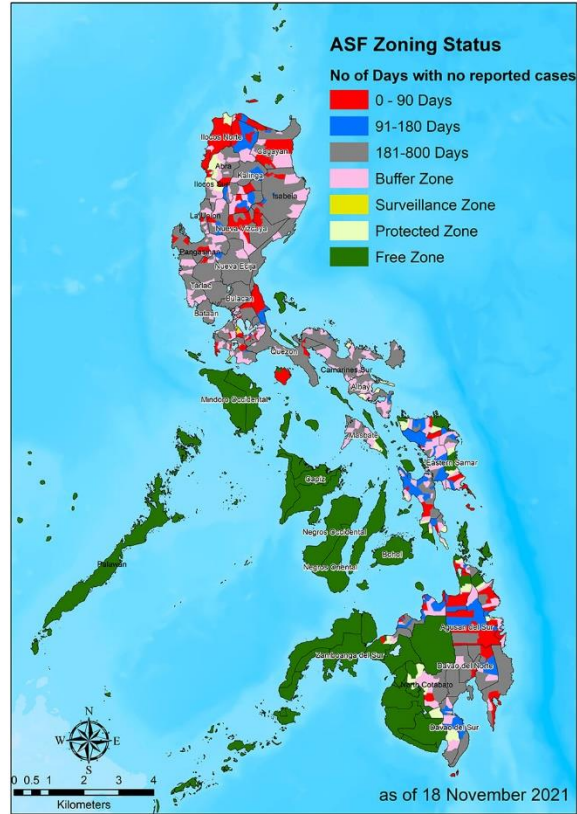 ASF Zoning Status
No of Days with no reported cases
0 - 90 Days
91-180 Days
181-800 Days
Buffer Zone
Surveillance Zone
Protected Zone
Free Zone
Ilocos Norte
Cagayan
Abra
Kalinga
Ilocos
Isabela
La Union
Nueva Vizcaya
Pangasinan
Nueva Ecija
Tarlac
Bulacan
Bataan
Quezon
Camarines Sur
Albay
Mindoro Occidental
Masbate
Eastern Samar
Capiz
Negros Occidental
Bohol
Negros Oriental
Palawan
Agusan del Sur
Zamboanga del Sur
Davao del Norte
North Cotabato
Davao del Sur
N
W E
S
0 0.5 1 2 3 4
Kilometers
as of 18 November 2021